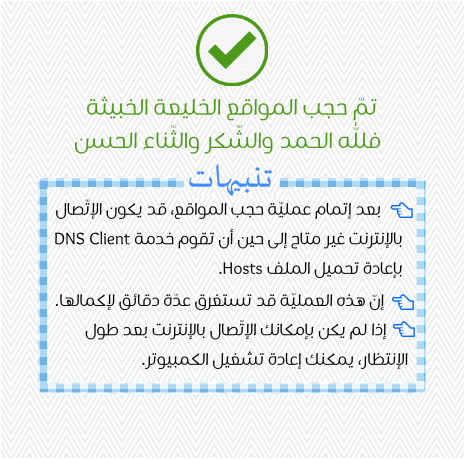 تمّ حجب المواقع الخليعة الخبيثة
فللّه الحمد والشّكر والثّناء الحسن
تنبيهات
بعد إتمام عمليّة حجب المواقع، قد يكون الإتّصال
بالإنترنت غير متاح إلى حين أن تقوم خدمة DNS Client
بإعادة تحميل الملف Hosts.
إنّ هذه العمليّة قد تستغرق عدّة دقائق لإكمالها.
إذا لم يكن بإمكانك الإتّصال بالإنترنت بعد طول
الإنتظار، يمكنك إعادة تشغيل الكمبيوتر.